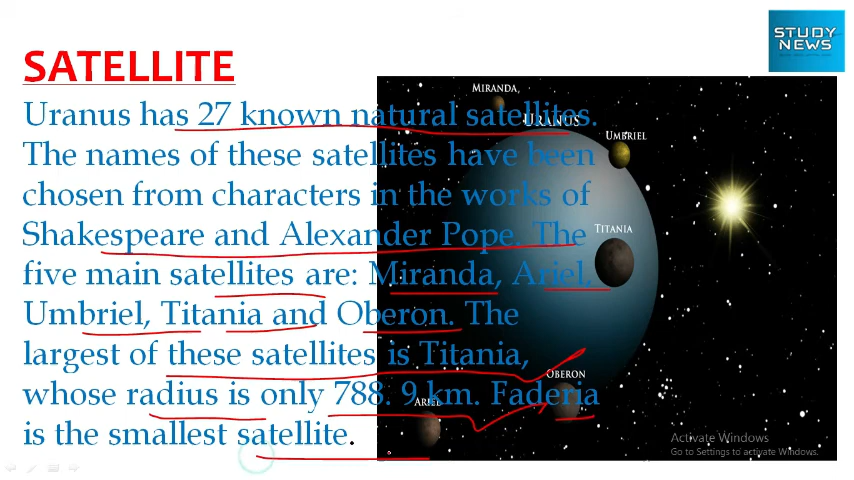 STUDY
NEWS
SATELLITE
Uranus has 27 known natural satellites.
The names of these satellites have been
chosen from characters in the works of
Shakespeare and Alexander Pope. The
five main satellites are: Miranda, Ariel,
Umbriel, Titania and Oberon. The
largest of these satellites is Titania,
whose radius is only 788. 9 km. Faderia
is the smallest satellite.
MIRANDA
URANUS
UMBRIEL
TITANIA
OBERON
ARIEL
Activate Windows
Go to Settings to activate Windows.